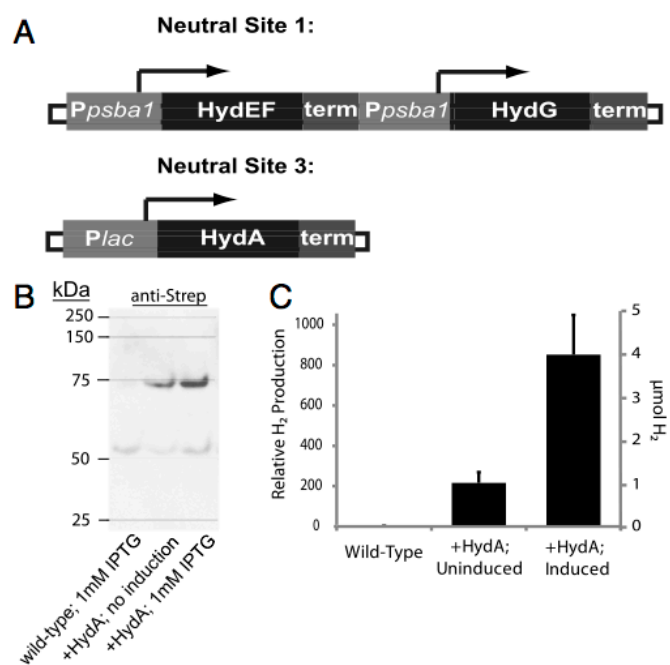 A
Neutral Site 1:
Ppsba1 HydEF term Ppsba1 HydG term
Neutral Site 3:
Plac HydA term
B
kDa
anti-Strep
250
150
75
50
25
wild-type; 1mM IPTG
+HydA; no induction
+HydA; 1mM IPTG
C
Relative H₂ Production
1000
800
600
400
200
0
5
4
3
2
1
0
μmol H₂
Wild-Type
+HydA;
Uninduced
+HydA;
Induced